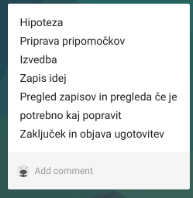 Hipoteza
Priprava pripomočkov
Izvedba
Zapis idej
Pregled zapisov in pregleda če je
potrebno kaj popravit
Zaključek in objava ugotovitev
Add comment